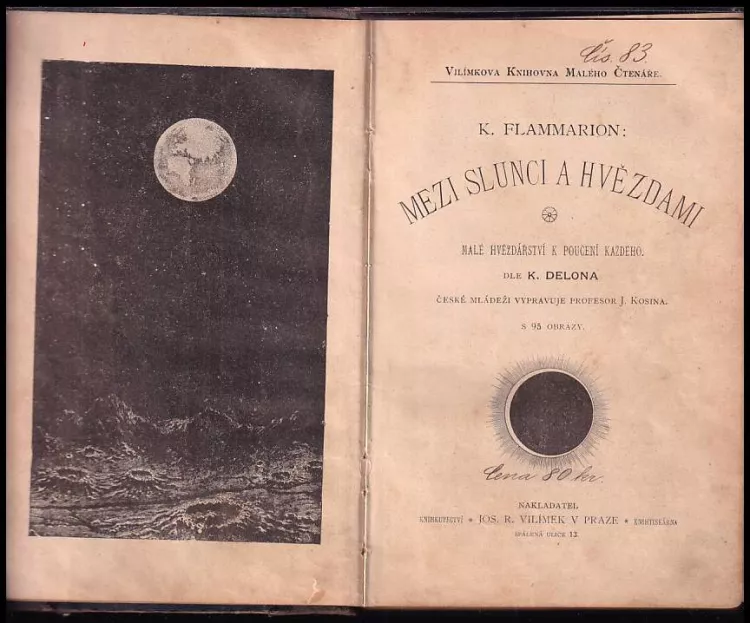 Čís. 83.
Vilímkova Knihovna Malého Čtenáře.
K. FLAMMARION:
MEZI SLUNCI A HVĚZDAMI
MALÉ HVĚZDÁŘSTVÍ K POUČENÍ KAŽDÉHO.
DLE K. DELONA
ČESKÉ MLÁDEŽI VYPRAVUJE PROFESOR J. KOSINA.
S 95 OBRAZY.
Cena 80 kr.
NAKLADATEL
KNIHKUPECTVÍ * JOS. R. VILÍMEK V PRAZE * KNIHTISKÁRNA
SPÁLENÁ ULICE 13